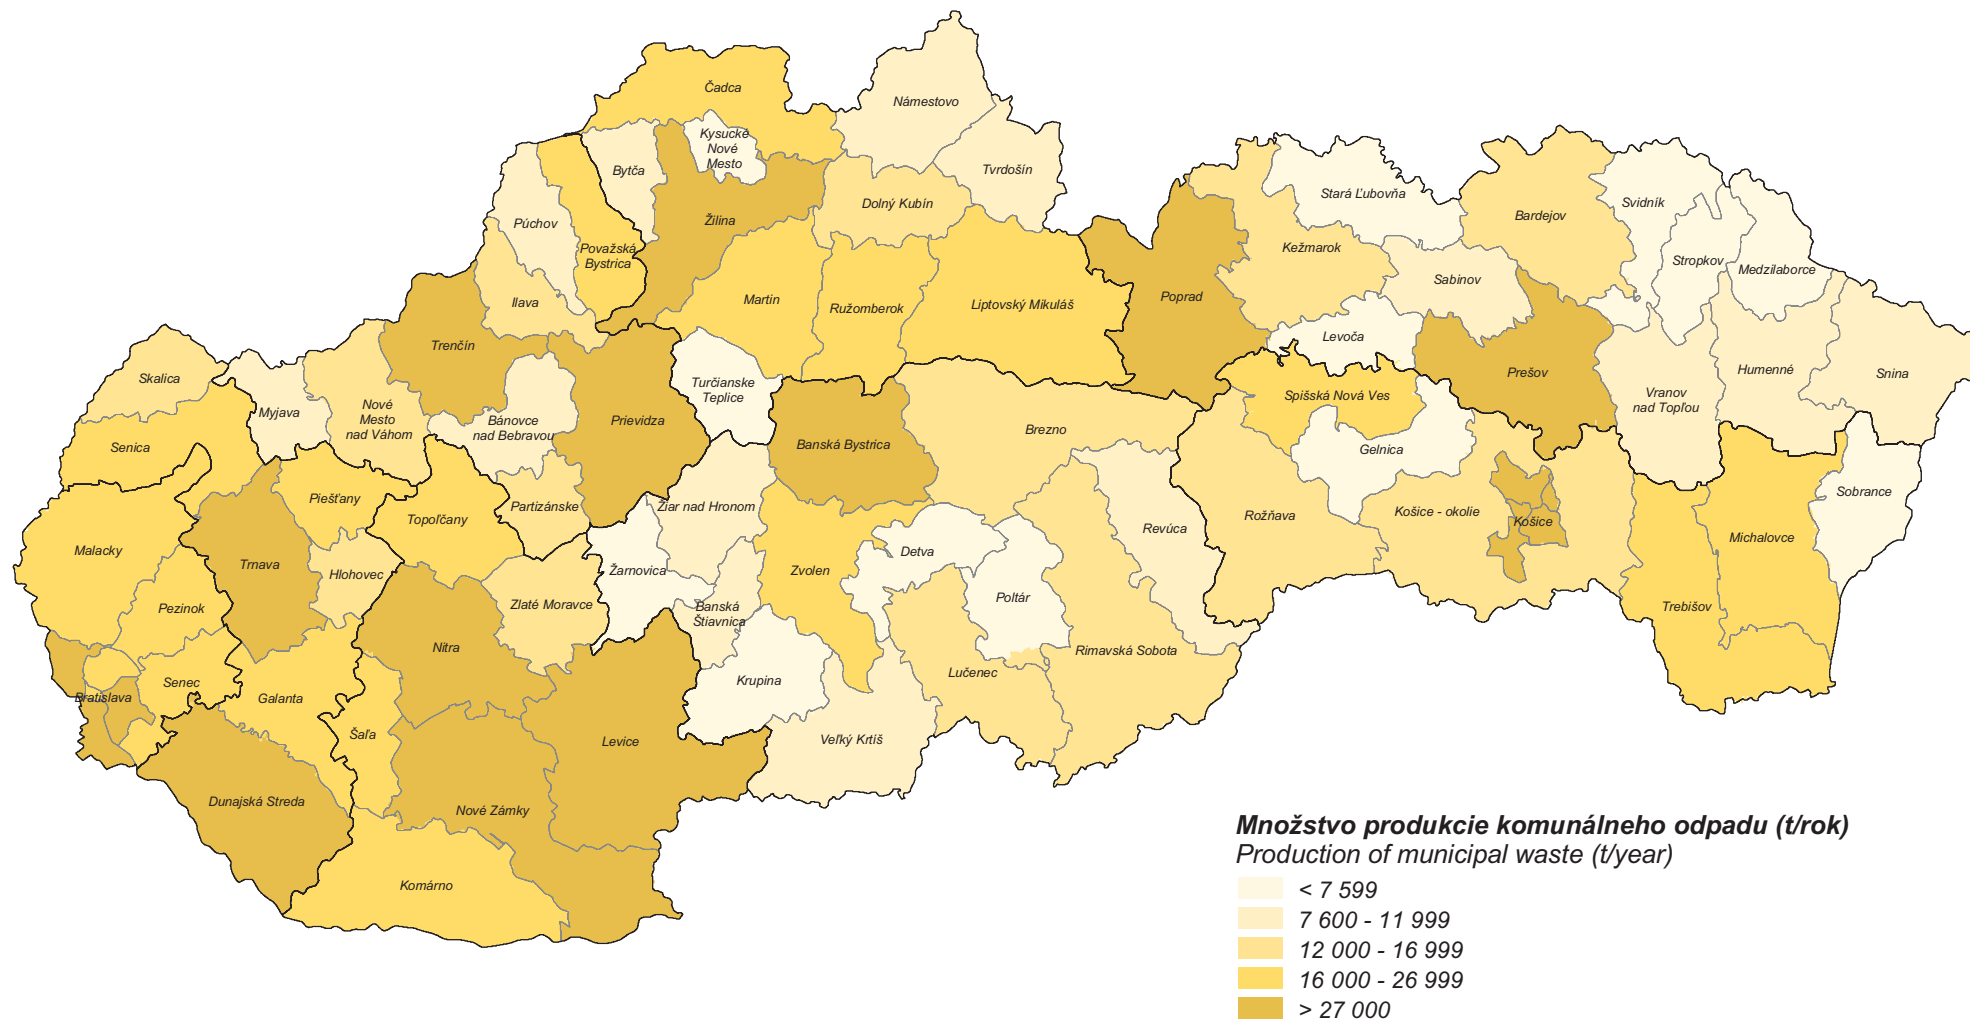 Čadca
Námestovo
Kysucké
Nové
Mesto
Bytča
Tvrdošín
Púchov
Žilina
Dolný Kubín
Stará Ľubovňa
Svidník
Bardejov
Považská
Bystrica
Kežmarok
Stropkov
Medzilaborce
Sabinov
Ilava
Martin
Ružomberok
Liptovský Mikuláš
Poprad
Trenčín
Levoča
Skalica
Turčianske
Teplice
Prešov
Humenné
Snina
Myjava
Nové
Mesto
nad Váhom
Bánovce
nad Bebravou
Prievidza
Spišská Nová Ves
Vranov
nad Topľou
Senica
Banská Bystrica
Brezno
Gelnica
Piešťany
Topoľčany
Partizánske
Žiar nad Hronom
Revúca
Rožňava
Košice - okolie
Košice
Sobrance
Malacky
Trnava
Hlohovec
Žarnovica
Detva
Michalovce
Pezinok
Zlaté Moravce
Banská
Štiavnica
Zvolen
Poltár
Trebišov
Nitra
Rimavská Sobota
Senec
Bratislava
Galanta
Krupina
Lučenec
Šaľa
Levice
Veľký Krtíš
Dunajská Streda
Nové Zámky
Komárno
Množstvo produkcie komunálneho odpadu (t/rok)
Production of municipal waste (t/year)
< 7 599
7 600 - 11 999
12 000 - 16 999
16 000 - 26 999
> 27 000